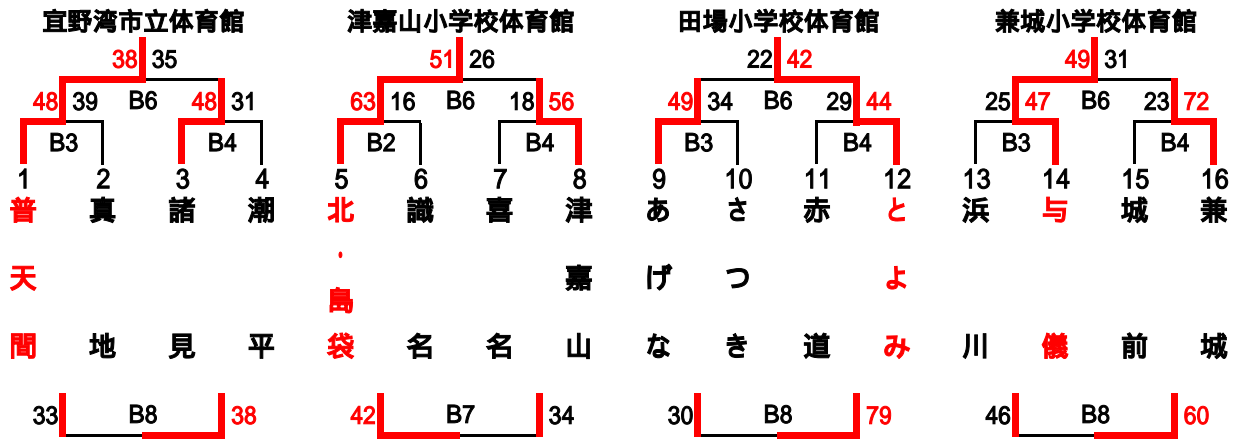 宜野湾市立体育館 津嘉山小学校体育館 田場小学校体育館 兼城小学校体育館
38 35 51 26 22 42 49 31
48 39 B6 48 31 63 16 B6 18 56 49 34 B6 29 44 25 47 B6 23 72
B3 B4 B2 B4 B3 B4 B3 B4
1 2 3 4 5 6 7 8 9 10 11 12 13 14 15 16
普天間
真地
諸見
潮平
北・島袋
識名
喜名
津嘉山
あげな
さつき
赤道
とよみ
浜川
与儀
城前
兼城
33 B8 38 42 B7 34 30 B8 79 46 B8 60